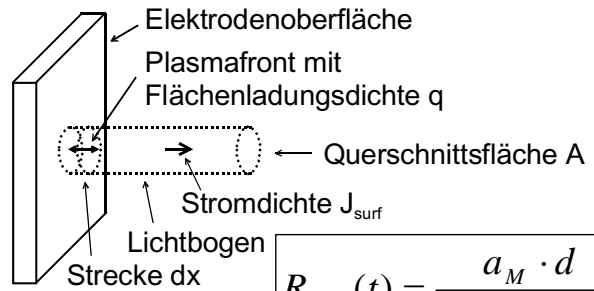 Elektrodenoberfläche
Plasmafront mit
Flächenladungsdichte q
Querschnittsfläche A
Stromdichte J_surf
Lichtbogen
Strecke dx
a_M · d
R (t) =